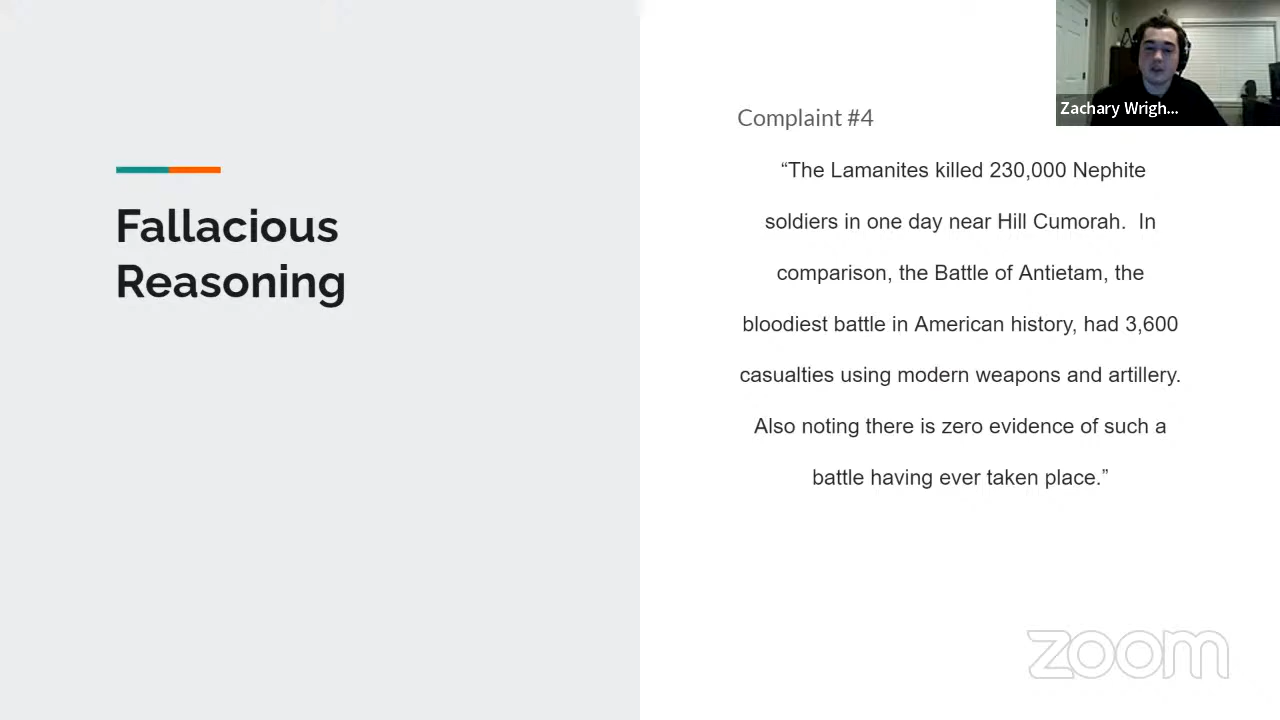 Zachary Wrigh...
Fallacious
Reasoning
Complaint #4
“The Lamanites killed 230,000 Nephite
soldiers in one day near Hill Cumorah.  In
comparison, the Battle of Antietam, the
bloodiest battle in American history, had 3,600
casualties using modern weapons and artillery.
Also noting there is zero evidence of such a
battle having ever taken place.”
zoom